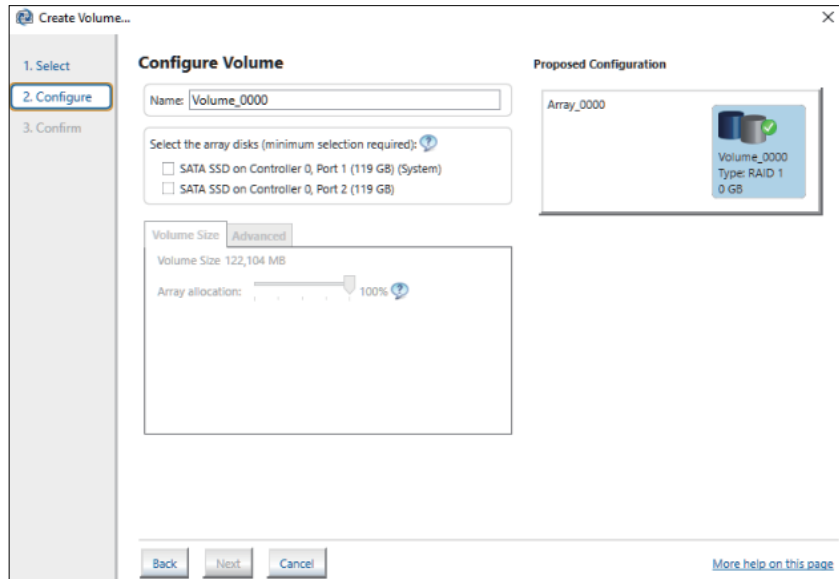 Create Volume...
1. Select
2. Configure
3. Confirm
Configure Volume
Name: Volume_0000
Select the array disks (minimum selection required):
SATA SSD on Controller 0, Port 1 (119 GB) (System)
SATA SSD on Controller 0, Port 2 (119 GB)
Volume Size Advanced
Volume Size 122,104 MB
Array allocation: 100%
Proposed Configuration
Array_0000
Volume_0000
Type: RAID 1
0 GB
Back Next Cancel
More help on this page